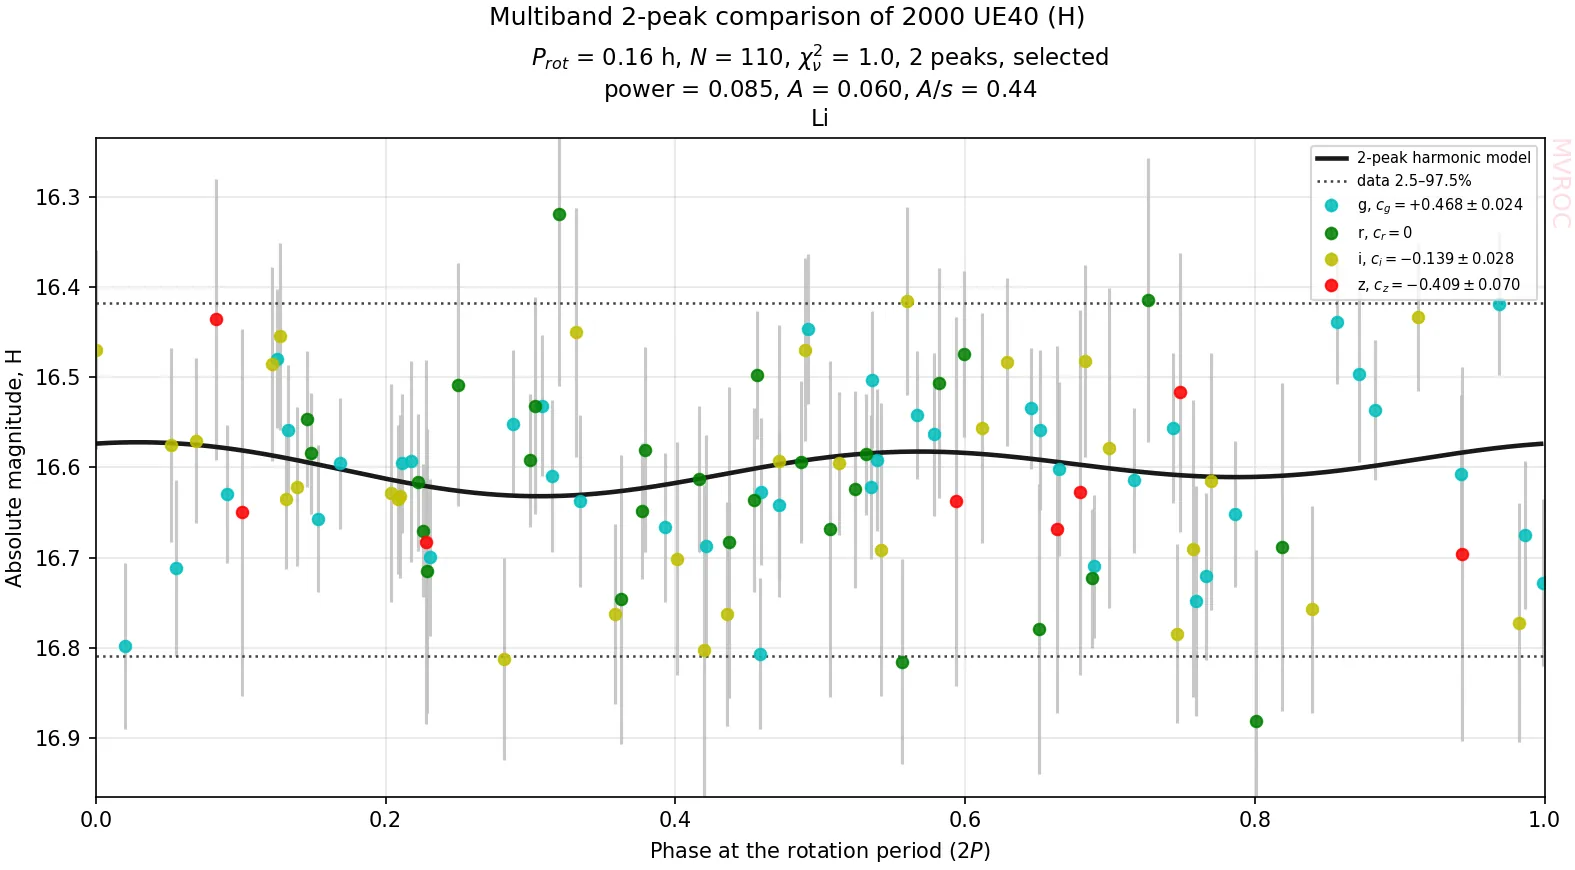 Multiband 2-peak comparison of 2000 UE40 (H)
P_rot = 0.16 h, N = 110, χ²_ν = 1.0, 2 peaks, selected
power = 0.085, A = 0.060, A/s = 0.44
Li
MVROC
2-peak harmonic model
data 2.5–97.5%
g, c_g = +0.468 ± 0.024
r, c_r = 0
i, c_i = −0.139 ± 0.028
z, c_z = −0.409 ± 0.070
Absolute magnitude, H
16.3
16.4
16.5
16.6
16.7
16.8
16.9
0.0 0.2 0.4 0.6 0.8 1.0
Phase at the rotation period (2P)